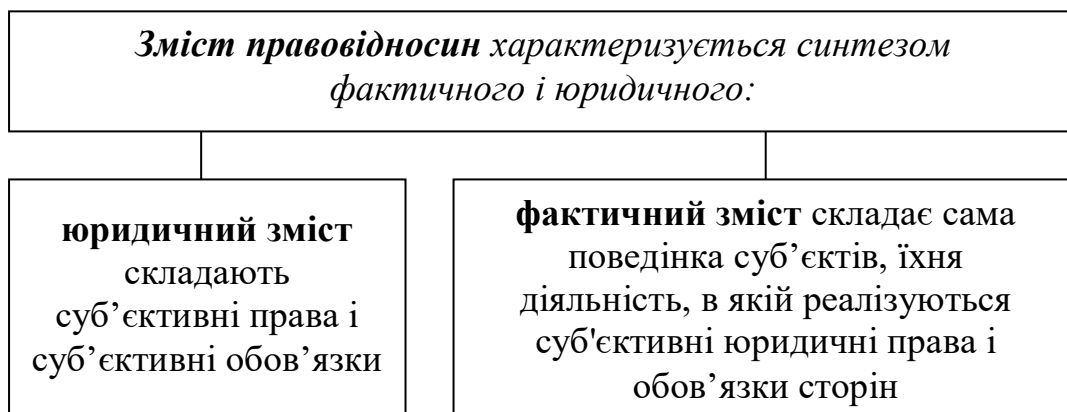 Зміст правовідносин характеризується синтезом
фактичного і юридичного:
юридичний зміст
складають
суб’єктивні права і
суб’єктивні обов’язки
фактичний зміст складає сама
поведінка суб’єктів, їхня
діяльність, в якій реалізуються
суб'єктивні юридичні права і
обов’язки сторін